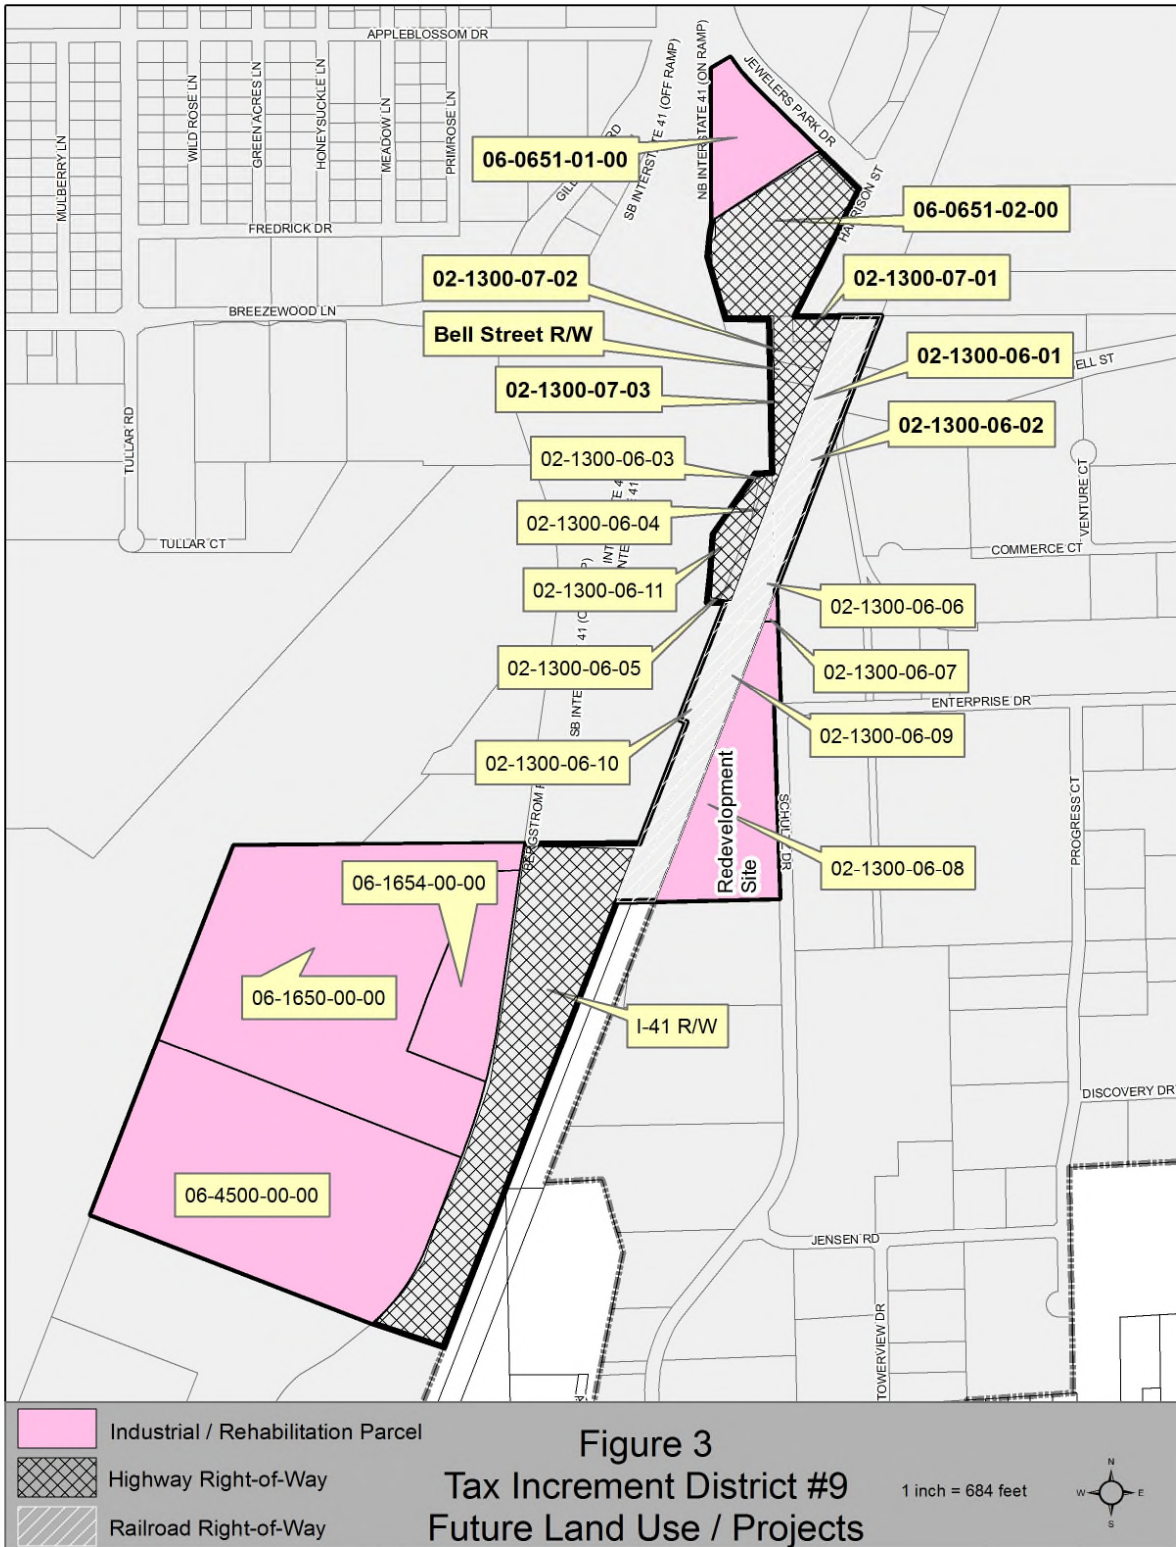 APPLEBLOSSOM DR
MULBERRY LN
WILD ROSE LN
GREEN ACRES LN
HONEYSUCKLE LN
MEADOW LN
PRIMROSE LN
SB INTERSTATE 41 (OFF RAMP)
NB INTERSTATE 41 (ON RAMP)
JEWELERS PARK DR
06-0651-01-00
HARRISON ST
06-0651-02-00
FREDRICK DR
02-1300-07-02
02-1300-07-01
BREEZEWOOD LN
Bell Street R/W
02-1300-06-01
02-1300-07-03
02-1300-06-02
TULLAR RD
02-1300-06-03
VENTURE CT
02-1300-06-04
TULLAR CT
COMMERCE CT
02-1300-06-11
02-1300-06-06
02-1300-06-05
02-1300-06-07
ENTERPRISE DR
02-1300-06-09
02-1300-06-10
Redevelopment
Site
PROGRESS CT
02-1300-06-08
06-1654-00-00
06-1650-00-00
I-41 R/W
DISCOVERY DR
06-4500-00-00
JENSEN RD
TOWERVIEW DR
Industrial / Rehabilitation Parcel
Highway Right-of-Way
Railroad Right-of-Way
Figure 3
Tax Increment District #9
Future Land Use / Projects
1 inch = 684 feet
N
W E
S